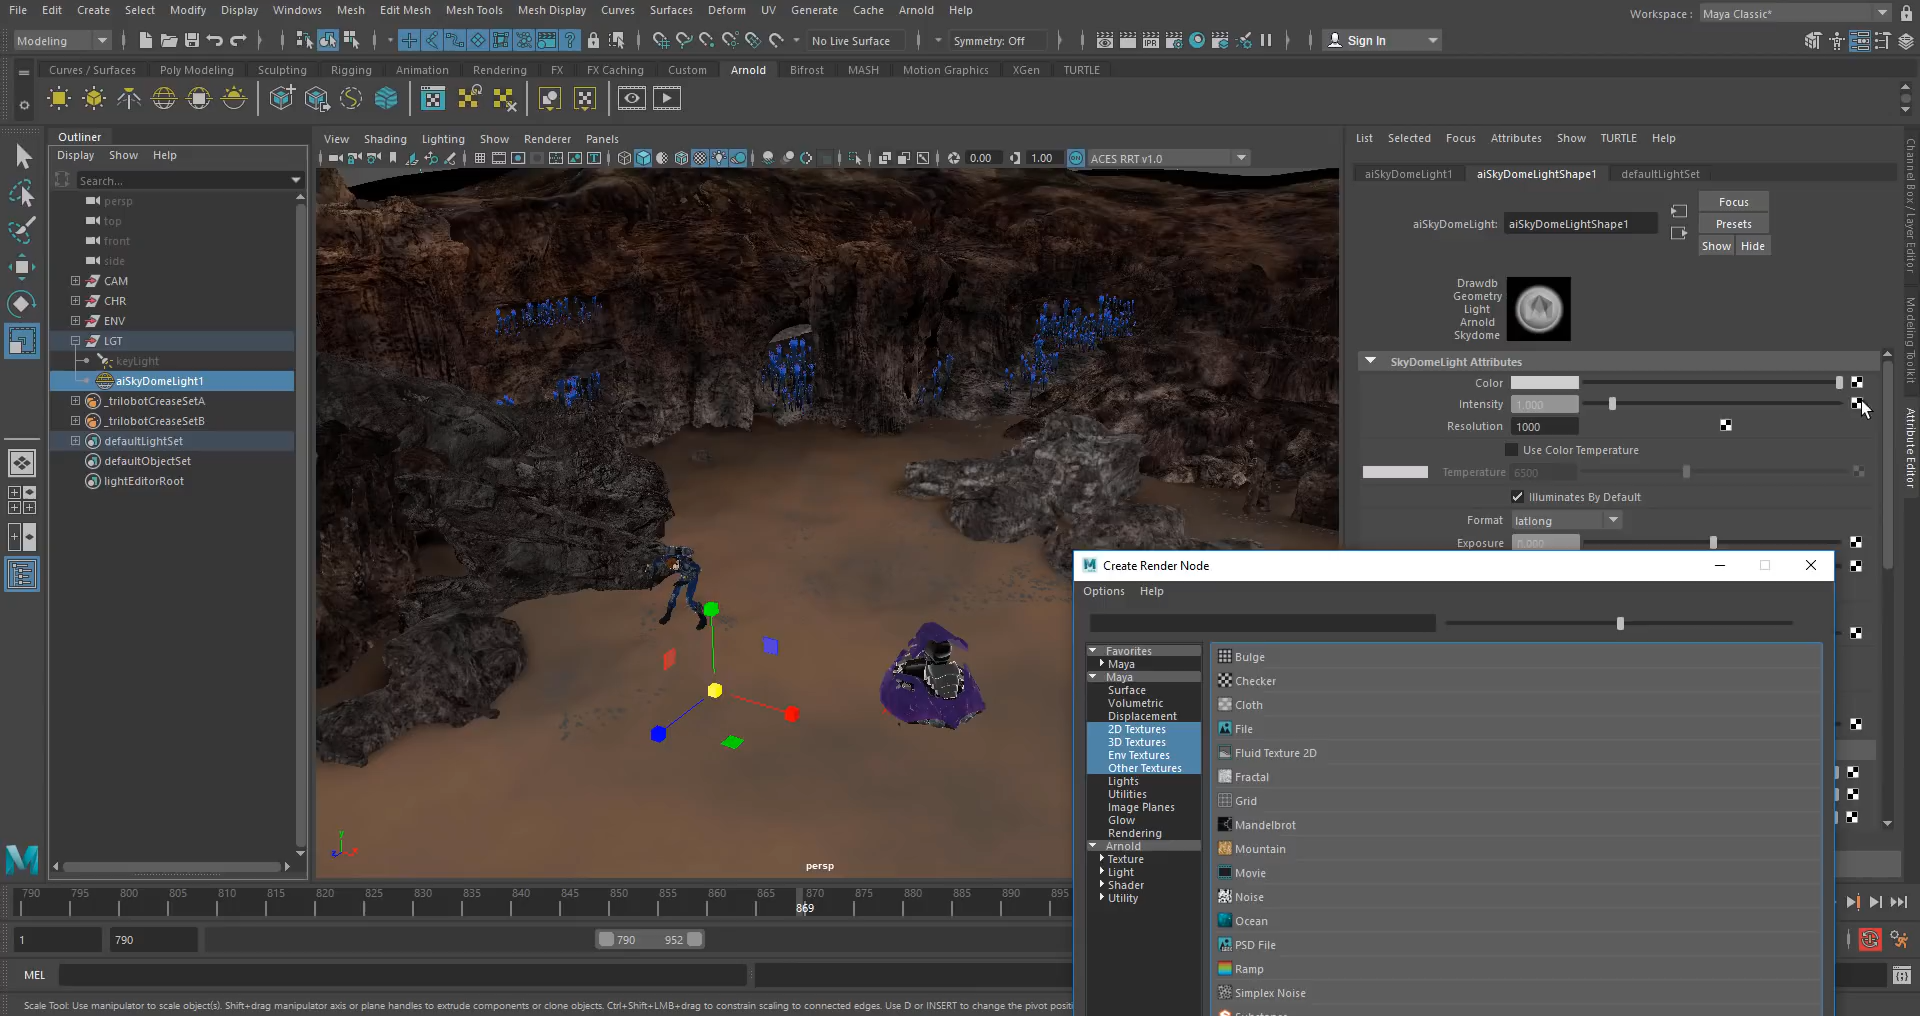 File Edit Create Select Modify Display Windows Mesh Edit Mesh Mesh Tools Mesh Display Curves Surfaces Deform UV Generate Cache Arnold Help
Workspace : Maya Classic*
Modeling
No Live Surface
Symmetry: Off
Sign In
Curves / Surfaces Poly Modeling Sculpting Rigging Animation Rendering FX FX Caching Custom Arnold Bifrost MASH Motion Graphics XGen TURTLE
IPR
Outliner
Display Show Help
Search...
persp
top
front
side
CAM
CHR
ENV
LGT
keyLight
aiSkyDomeLight1
_trilobotCreaseSetA
_trilobotCreaseSetB
defaultLightSet
defaultObjectSet
lightEditorRoot
View Shading Lighting Show Renderer Panels
0.00 1.00 ACES RRT v1.0
persp
List Selected Focus Attributes Show TURTLE Help
aiSkyDomeLight1 aiSkyDomeLightShape1 defaultLightSet
aiSkyDomeLight: aiSkyDomeLightShape1
Focus
Presets
Show Hide
Drawdb
Geometry
Light
Arnold
Skydome
SkyDomeLight Attributes
Color
Intensity 1.000
Resolution 1000
Use Color Temperature
Temperature 6500
Illuminates By Default
Format latlong
Exposure
Channel Box / Layer Editor
Modeling Toolkit
Attribute Editor
Create Render Node
Options Help
Favorites
Maya
Maya
Surface
Volumetric
Displacement
2D Textures
3D Textures
Env Textures
Other Textures
Lights
Utilities
Image Planes
Glow
Rendering
Arnold
Texture
Light
Shader
Utility
Bulge
Checker
Cloth
File
Fluid Texture 2D
Fractal
Grid
Mandelbrot
Mountain
Movie
Noise
Ocean
PSD File
Ramp
Simplex Noise
790 795 800 805 810 815 820 825 830 835 840 845 850 855 860 865 870 875 880 885 890 895
869
1 790 790 952
MEL
Scale Tool: Use manipulator to scale object(s). Shift+drag manipulator axis or plane handles to extrude components or clone objects. Ctrl+Shift+LMB+drag to constrain scaling to connected edges. Use D or INSERT to change the pivot posit